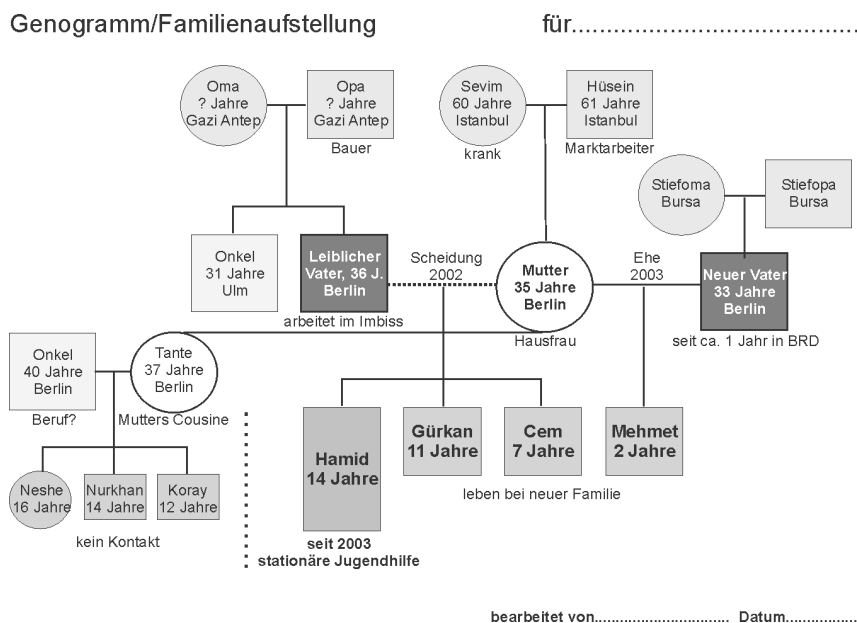 Genogramm/Familienaufstellung für......................................
Oma
? Jahre
Gazi Antep
Opa
? Jahre
Gazi Antep
Bauer
Sevim
60 Jahre
Istanbul
krank
Hüsein
61 Jahre
Istanbul
Marktarbeiter
Stiefoma
Bursa
Stiefopa
Bursa
Onkel
31 Jahre
Ulm
Leiblicher
Vater, 36 J.
Berlin
arbeitet im Imbiss
Scheidung
2002
Mutter
35 Jahre
Berlin
Hausfrau
Ehe
2003
Neuer Vater
33 Jahre
Berlin
seit ca. 1 Jahr in BRD
Onkel
40 Jahre
Berlin
Beruf?
Tante
37 Jahre
Berlin
Mutters Cousine
Neshe
16 Jahre
Nurkhan
14 Jahre
Koray
12 Jahre
kein Kontakt
Hamid
14 Jahre
seit 2003
stationäre Jugendhilfe
Gürkan
11 Jahre
Cem
7 Jahre
Mehmet
2 Jahre
leben bei neuer Familie
bearbeitet von................................ Datum.................